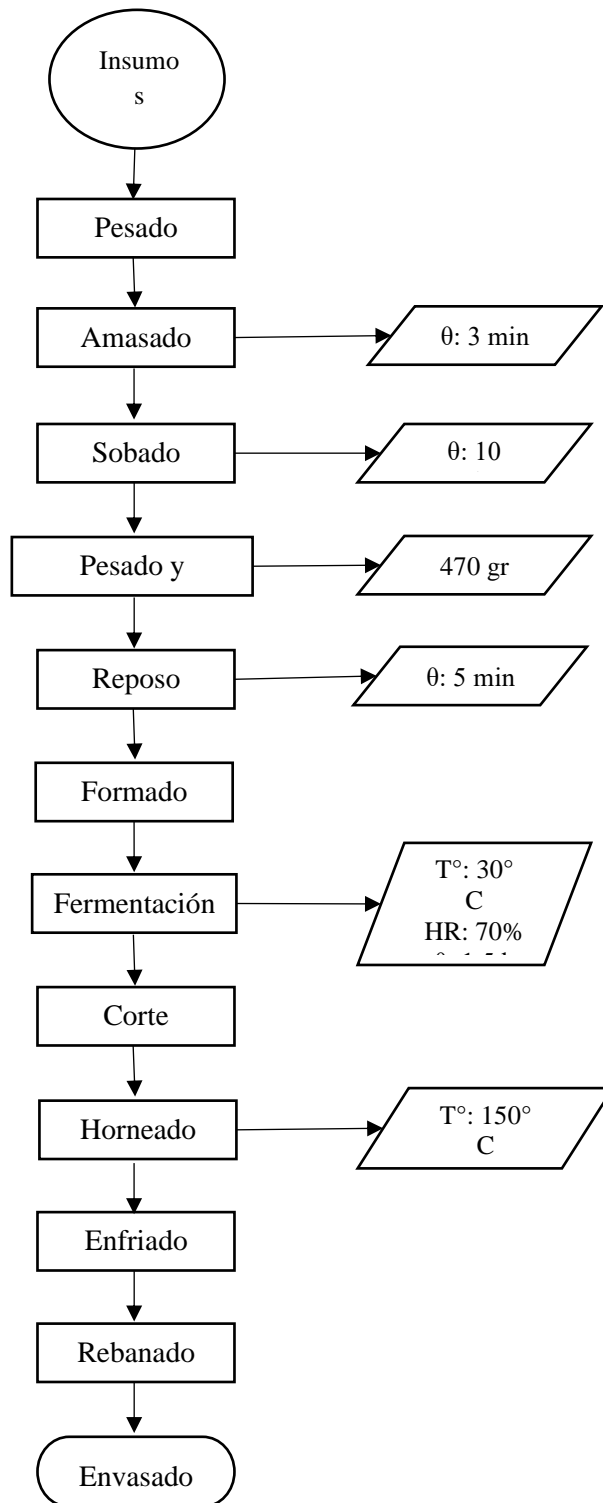 Insumo
s
Pesado
Amasado
θ: 3 min
Sobado
θ: 10
Pesado y
470 gr
Reposo
θ: 5 min
Formado
Fermentación
T°: 30°
C
HR: 70%
Corte
Horneado
T°: 150°
C
Enfriado
Rebanado
Envasado